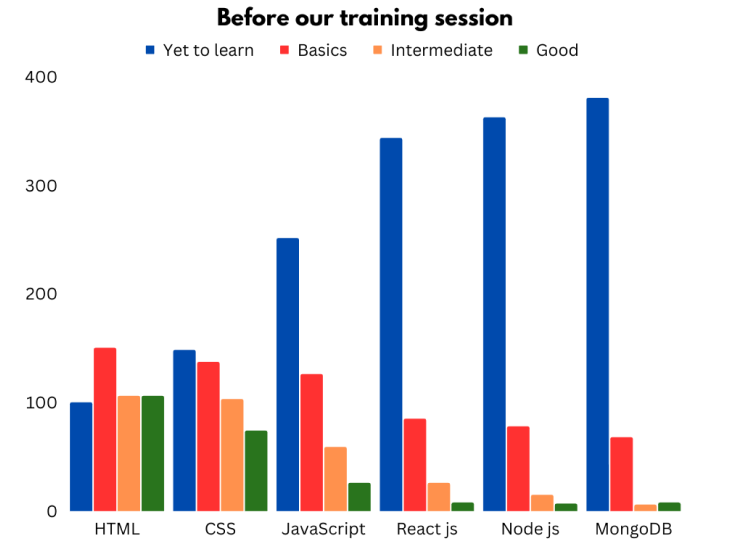 Before our training session
Yet to learn Basics Intermediate Good
400
300
200
100
0
HTML CSS JavaScript React js Node js MongoDB